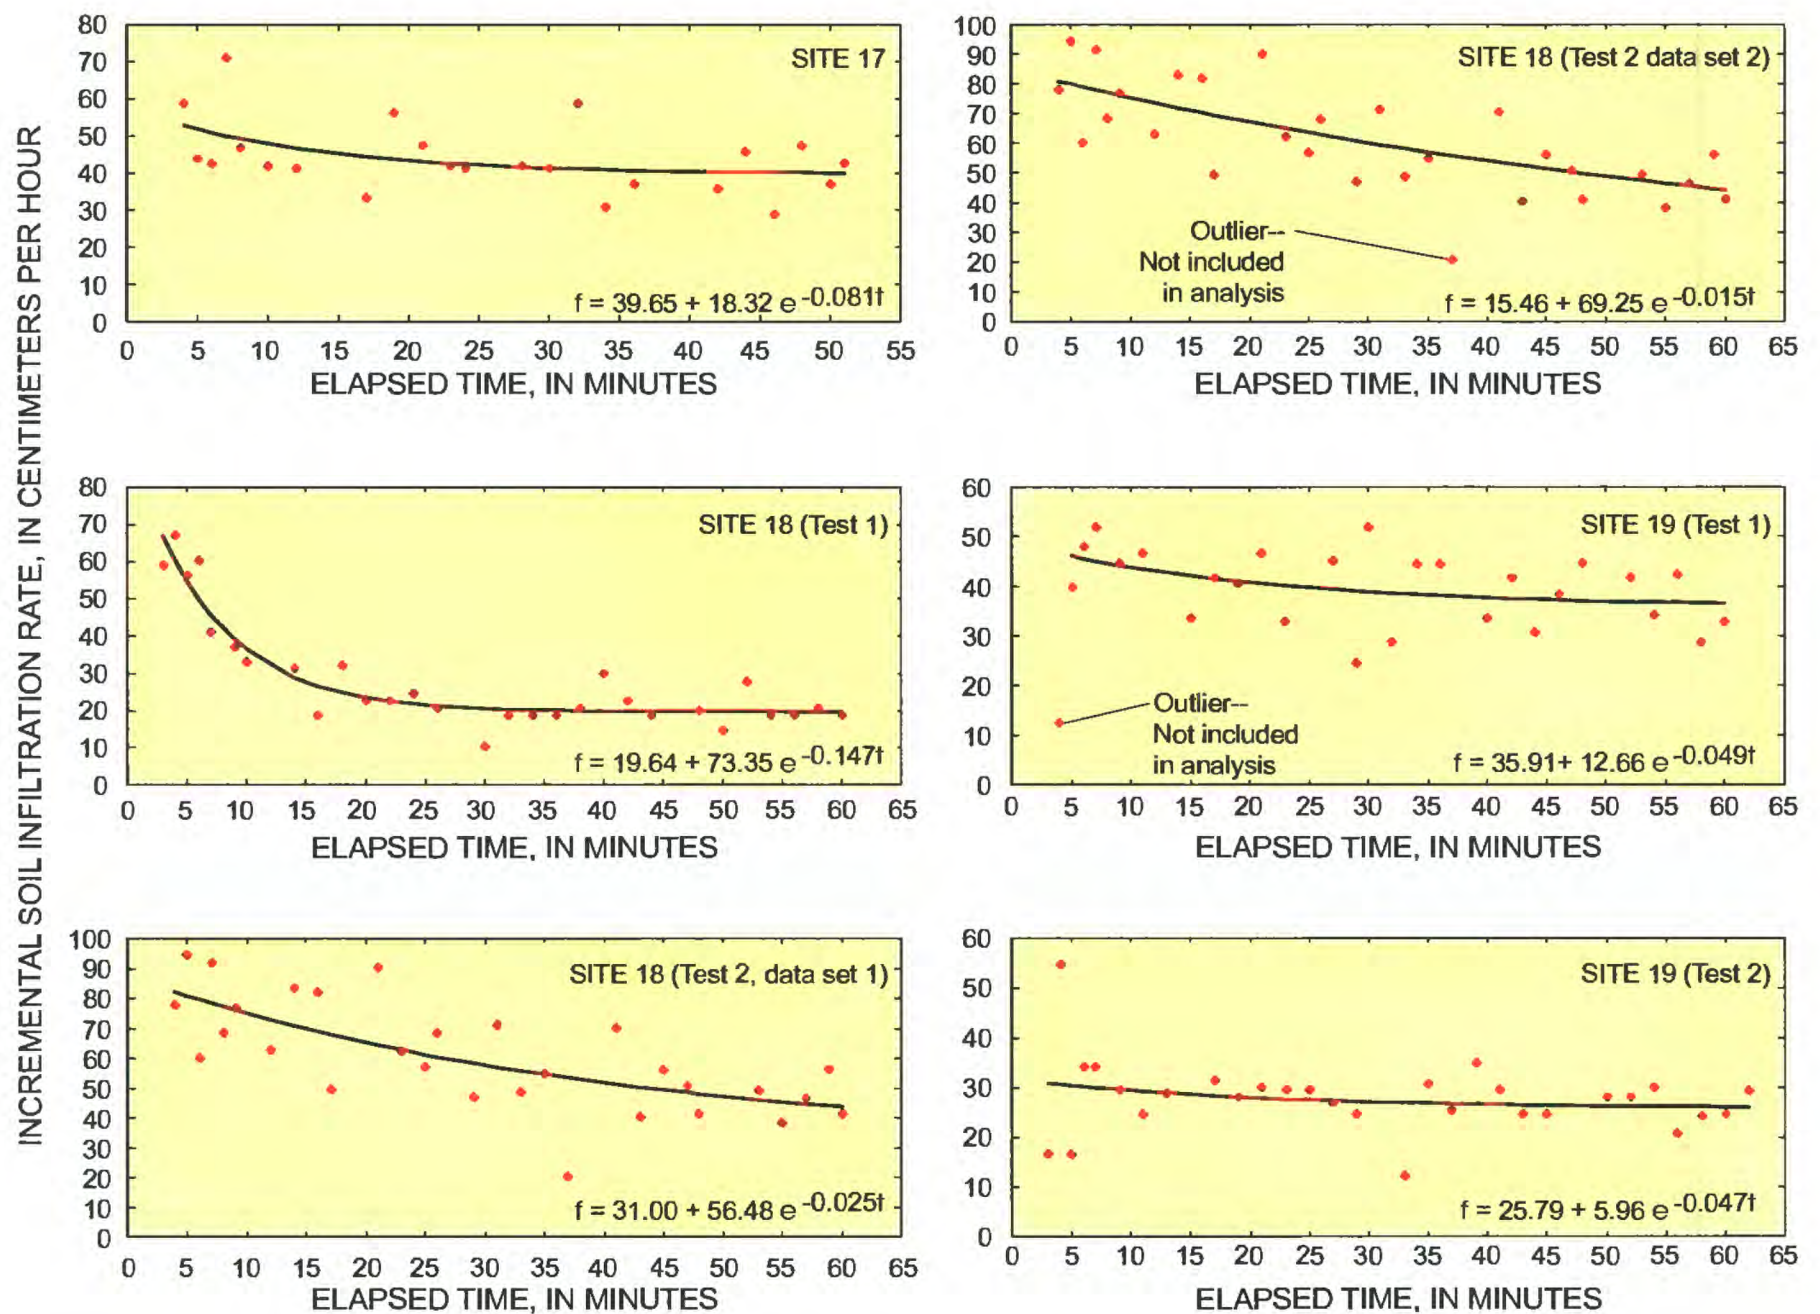 INCREMENTAL SOIL INFILTRATION RATE, IN CENTIMETERS PER HOUR
80
70
60
50
40
30
20
10
0
SITE 17
f = 39.65 + 18.32 e -0.081t
0 5 10 15 20 25 30 35 40 45 50 55
ELAPSED TIME, IN MINUTES
100
90
80
70
60
50
40
30
20
10
0
SITE 18 (Test 2 data set 2)
Outlier--
Not included
in analysis
f = 15.46 + 69.25 e -0.015t
0 5 10 15 20 25 30 35 40 45 50 55 60 65
ELAPSED TIME, IN MINUTES
80
70
60
50
40
30
20
10
0
SITE 18 (Test 1)
f = 19.64 + 73.35 e -0.147t
0 5 10 15 20 25 30 35 40 45 50 55 60 65
ELAPSED TIME, IN MINUTES
60
50
40
30
20
10
0
SITE 19 (Test 1)
Outlier--
Not included
in analysis
f = 35.91+ 12.66 e -0.049t
0 5 10 15 20 25 30 35 40 45 50 55 60 65
ELAPSED TIME, IN MINUTES
100
90
80
70
60
50
40
30
20
10
0
SITE 18 (Test 2, data set 1)
f = 31.00 + 56.48 e -0.025t
0 5 10 15 20 25 30 35 40 45 50 55 60 65
ELAPSED TIME, IN MINUTES
60
50
40
30
20
10
0
SITE 19 (Test 2)
f = 25.79 + 5.96 e -0.047t
0 5 10 15 20 25 30 35 40 45 50 55 60 65
ELAPSED TIME, IN MINUTES